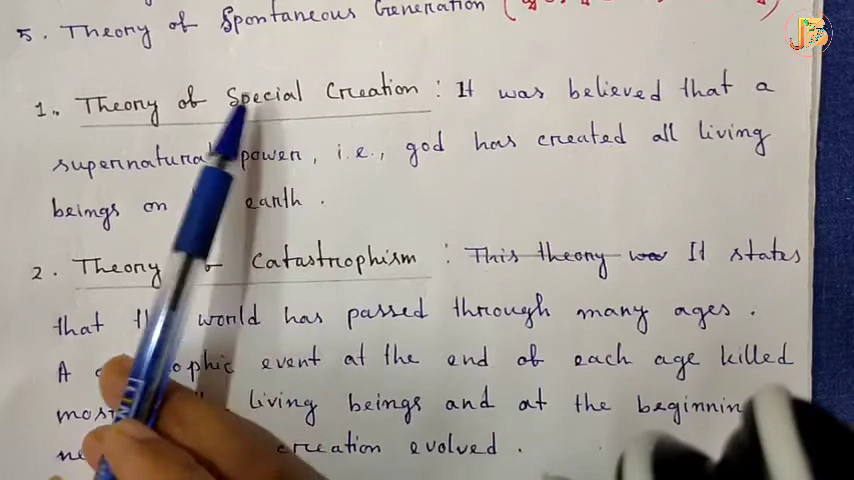 5. Theory of Spontaneous Generation (
1. Theory of Special Creation : It was believed that a
supernatural power, i.e., god has created all living
beings on earth .
2. Theory Catastrophism : This theory was It states
that world has passed through many ages .
A event at the end of each age killed
most living beings and at the
creation evolved .
JB